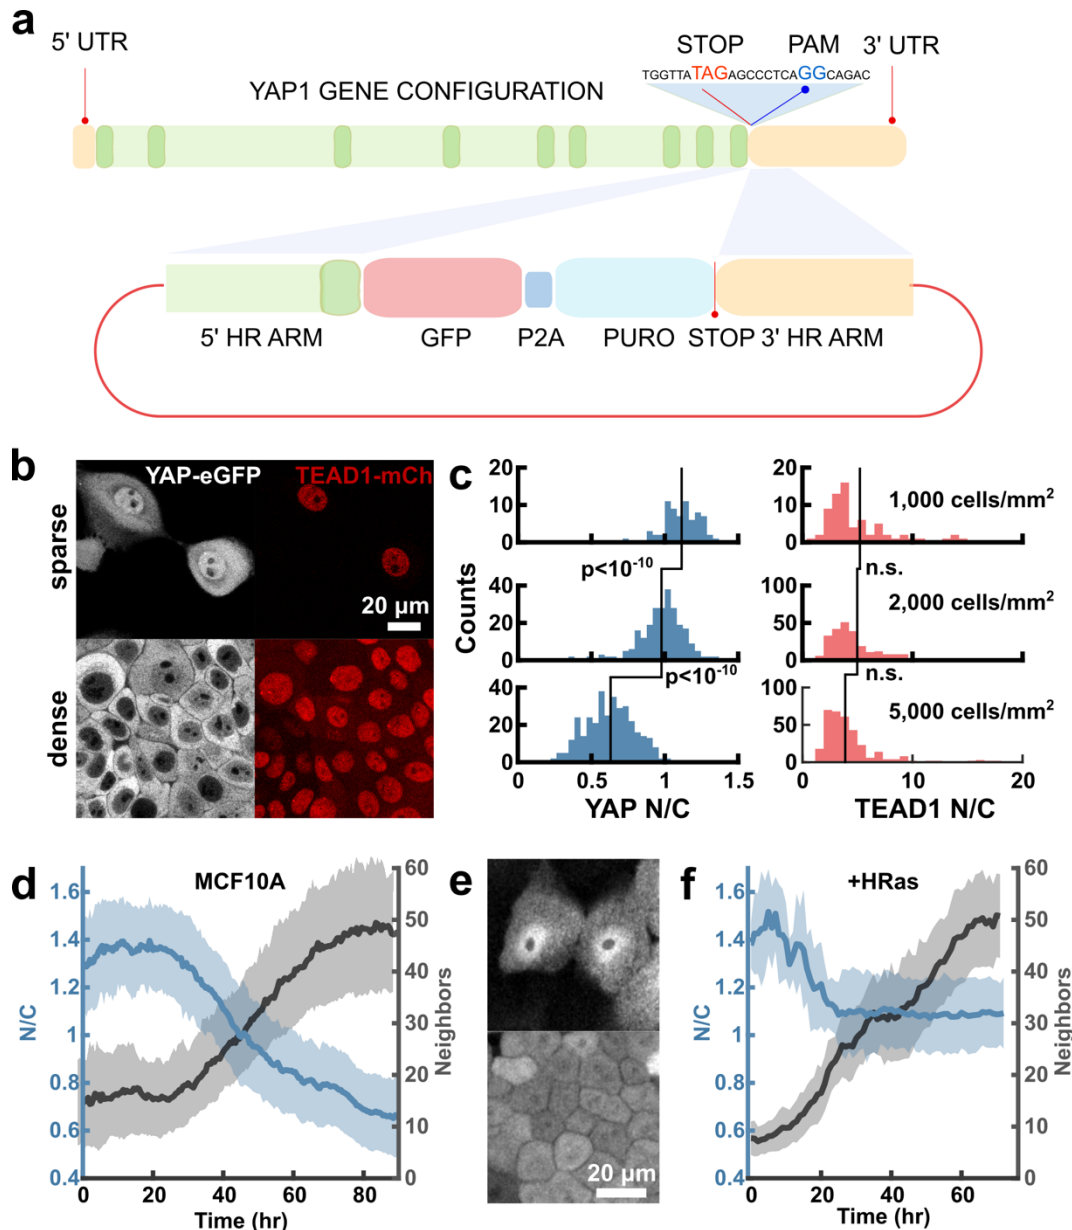 a
5' UTR
STOP PAM 3' UTR
TGGTTATAGAGCCCTCAGGCAGAC
YAP1 GENE CONFIGURATION
5' HR ARM GFP P2A PURO STOP 3' HR ARM
b
YAP-eGFP TEAD1-mCh
sparse
20 µm
dense
c
Counts
20
10
0
p<10⁻¹⁰
40
20
0
p<10⁻¹⁰
40
20
0
0 0.5 1 1.5
YAP N/C
20
10
0
1,000 cells/mm²
n.s.
100
50
0
2,000 cells/mm²
n.s.
100
50
0
5,000 cells/mm²
0 10 20
TEAD1 N/C
d
MCF10A
N/C
1.6
1.4
1.2
1
0.8
0.6
0.4
60
50
40
30
20
10
0
Neighbors
0 20 40 60 80
Time (hr)
e
20 µm
f
+HRas
N/C
1.6
1.4
1.2
1
0.8
0.6
0.4
60
50
40
30
20
10
0
Neighbors
0 20 40 60
Time (hr)